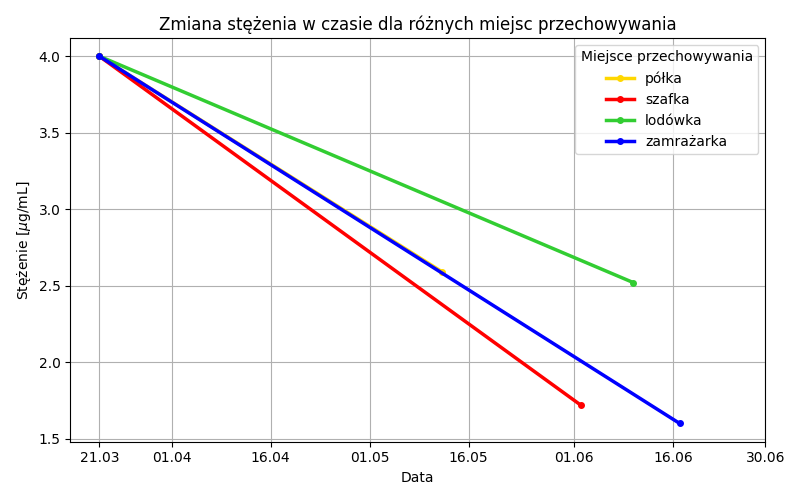 Zmiana stężenia w czasie dla różnych miejsc przechowywania
Stężenie [μg/mL]
4.0
3.5
3.0
2.5
2.0
1.5
Miejsce przechowywania
półka
szafka
lodówka
zamrażarka
21.03 01.04 16.04 01.05 16.05 01.06 16.06 30.06
Data